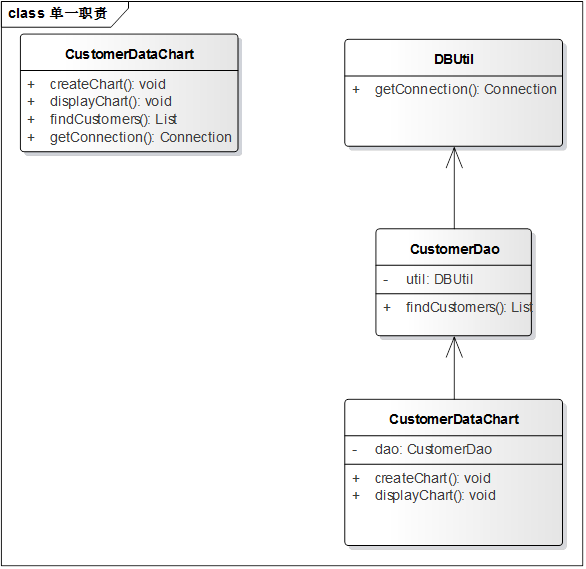 class 单一职责
CustomerDataChart
+ createChart(): void
+ displayChart(): void
+ findCustomers(): List
+ getConnection(): Connection
DBUtil
+ getConnection(): Connection
CustomerDao
- util: DBUtil
+ findCustomers(): List
CustomerDataChart
- dao: CustomerDao
+ createChart(): void
+ displayChart(): void